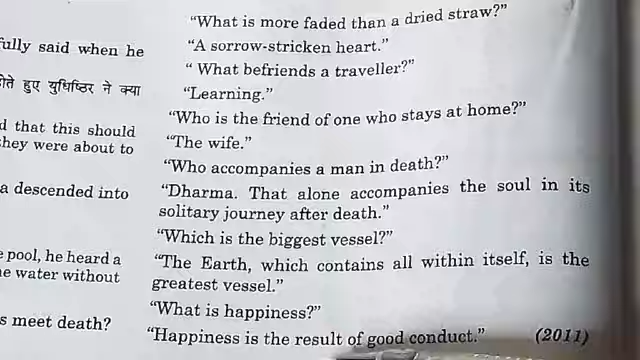 fully said when he
होते हुए युधिष्ठिर ने क्या
d that this should
they were about to
a descended into
e pool, he heard a
e water without
s meet death?
“What is more faded than a dried straw?”
“A sorrow-stricken heart.”
“ What befriends a traveller?”
“Learning.”
“Who is the friend of one who stays at home?”
“The wife.”
“Who accompanies a man in death?”
“Dharma. That alone accompanies the soul in its
solitary journey after death.”
“Which is the biggest vessel?”
“The Earth, which contains all within itself, is the
greatest vessel.”
“What is happiness?”
“Happiness is the result of good conduct.” (2011)